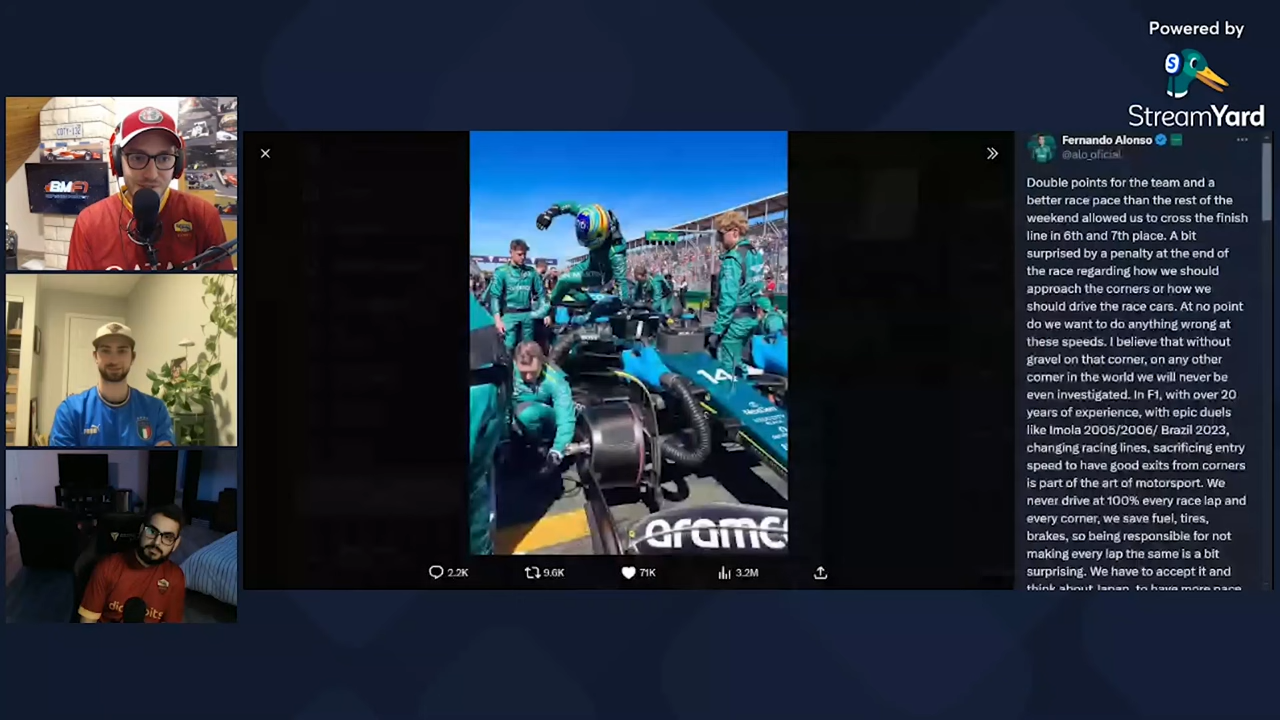 Powered by
StreamYard
BMF1
Fernando Alonso
@alo_oficial
Double points for the team and a
better race pace than the rest of the
weekend allowed us to cross the finish
line in 6th and 7th place. A bit
surprised by a penalty at the end of
the race regarding how we should
approach the corners or how we
should drive the race cars. At no point
do we want to do anything wrong at
these speeds. I believe that without
gravel on that corner, on any other
corner in the world we will never be
even investigated. In F1, with over 20
years of experience, with epic duels
like Imola 2005/2006/ Brazil 2023,
changing racing lines, sacrificing entry
speed to have good exits from corners
is part of the art of motorsport. We
never drive at 100% every race lap and
every corner, we save fuel, tires,
brakes, so being responsible for not
making every lap the same is a bit
surprising. We have to accept it and
think about Japan, to have more pace
14
aramco
2.2K
9.6K
71K
3.2M